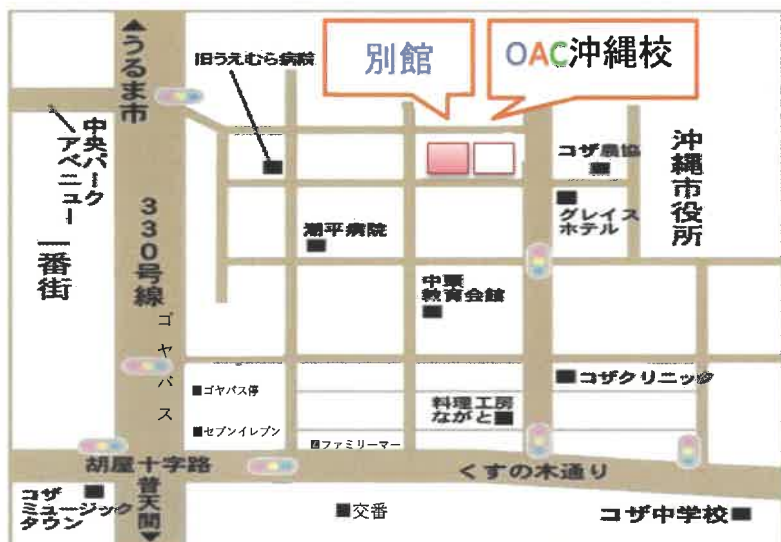 ▲うるま市
旧うえむら病院
別館
OAC沖縄校
中央パーク
アベニュー
一番街
330号線
コザ農協
グレイス
ホテル
沖縄市役所
潮平病院
教育会館
ゴヤバス
■ゴヤバス停
■セブンイレブン
ファミリーマー
料理工房
ながと■
■コザクリニック
胡屋十字路
くすの木通り
普天間▼
コザ
ミュージック
タウン
■交番
コザ中学校■